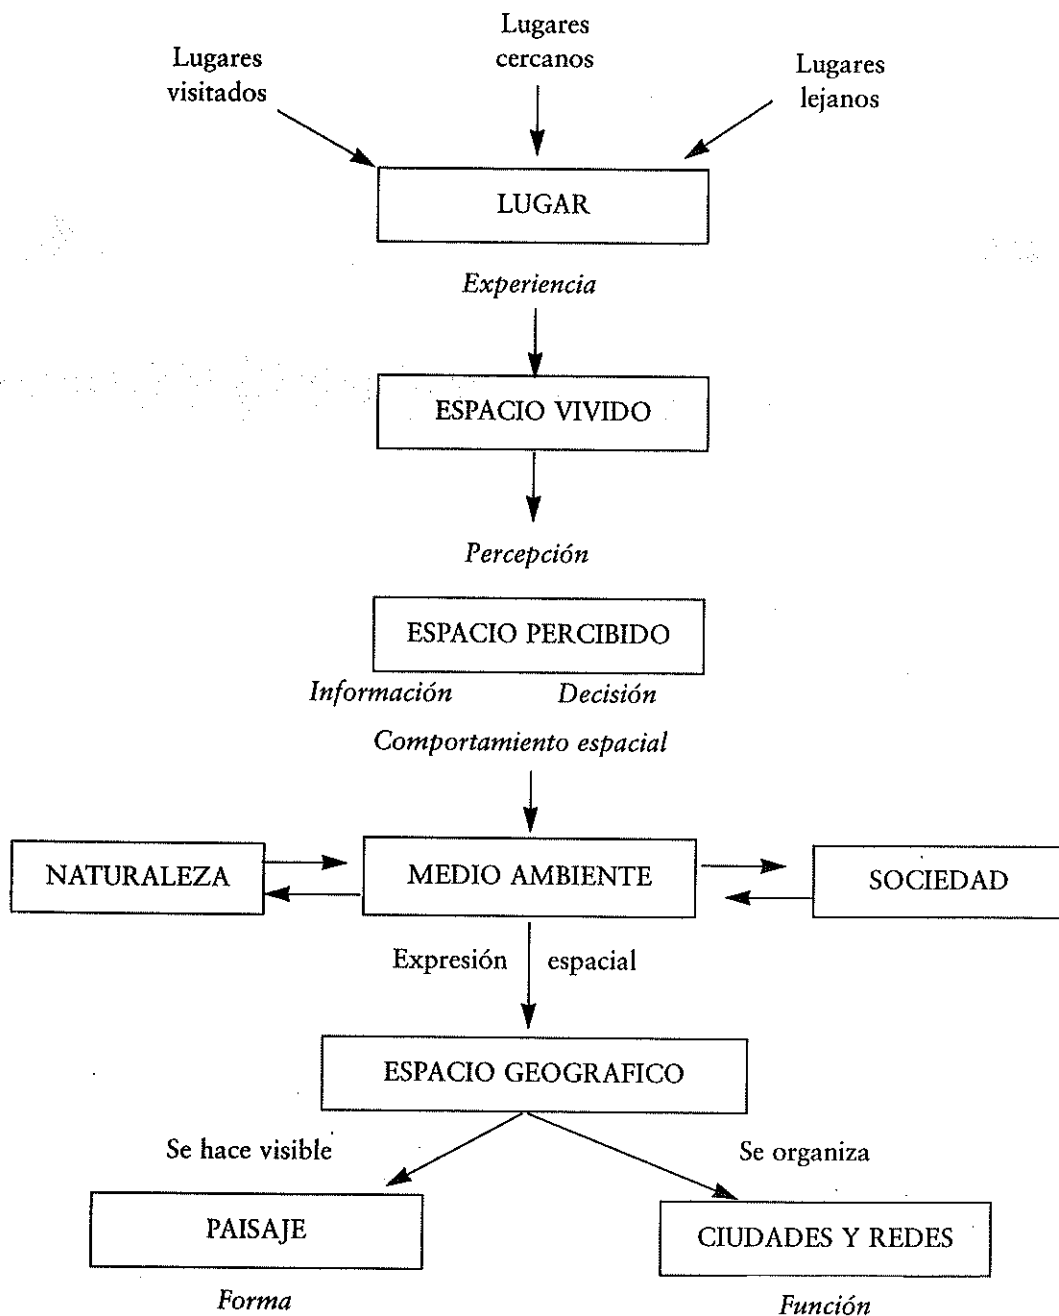 Lugares
visitados
Lugares
cercanos
Lugares
lejanos
LUGAR
Experiencia
ESPACIO VIVIDO
Percepción
ESPACIO PERCIBIDO
Información
Decisión
Comportamiento espacial
NATURALEZA
MEDIO AMBIENTE
SOCIEDAD
Expresión espacial
ESPACIO GEOGRAFICO
Se hace visible
Se organiza
PAISAJE
CIUDADES Y REDES
Forma
Función